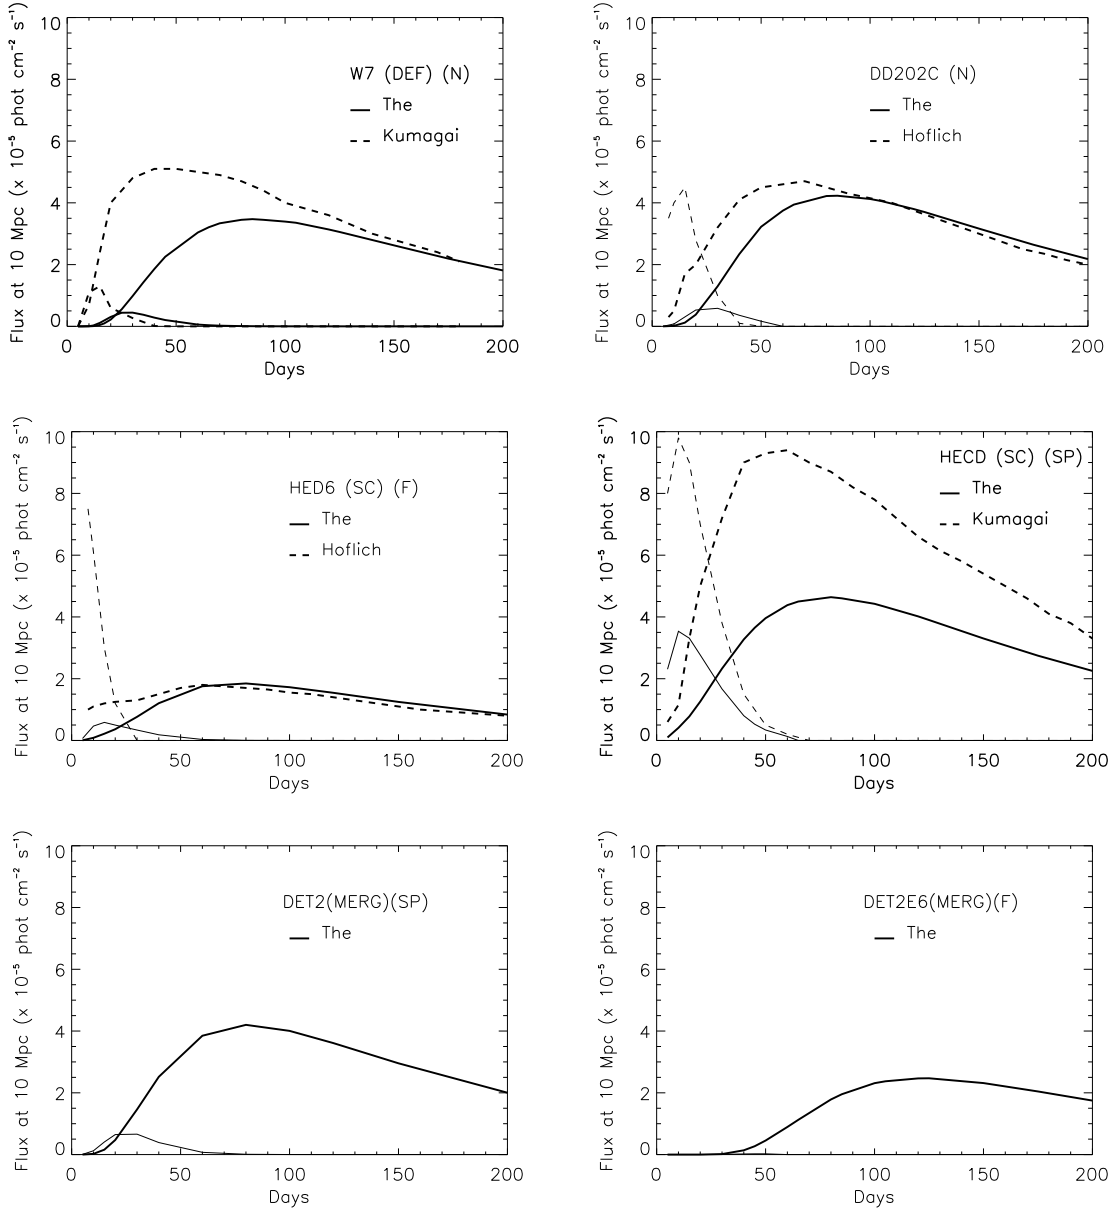 Flux at 10 Mpc (x 10⁻⁵ phot cm⁻² s⁻¹)
10
8
6
4
2
0
W7 (DEF) (N)
The
Kumagai
0 50 100 150 200
Days
Flux at 10 Mpc (x 10⁻⁵ phot cm⁻² s⁻¹)
10
8
6
4
2
0
DD202C (N)
The
Hoflich
0 50 100 150 200
Days
Flux at 10 Mpc (x 10⁻⁵ phot cm⁻² s⁻¹)
10
8
6
4
2
0
HED6 (SC) (F)
The
Hoflich
0 50 100 150 200
Days
Flux at 10 Mpc (x 10⁻⁵ phot cm⁻² s⁻¹)
10
8
6
4
2
0
HECD (SC) (SP)
The
Kumagai
0 50 100 150 200
Days
Flux at 10 Mpc (x 10⁻⁵ phot cm⁻² s⁻¹)
10
8
6
4
2
0
DET2(MERG)(SP)
The
0 50 100 150 200
Days
Flux at 10 Mpc (x 10⁻⁵ phot cm⁻² s⁻¹)
10
8
6
4
2
0
DET2E6(MERG)(F)
The
0 50 100 150 200
Days